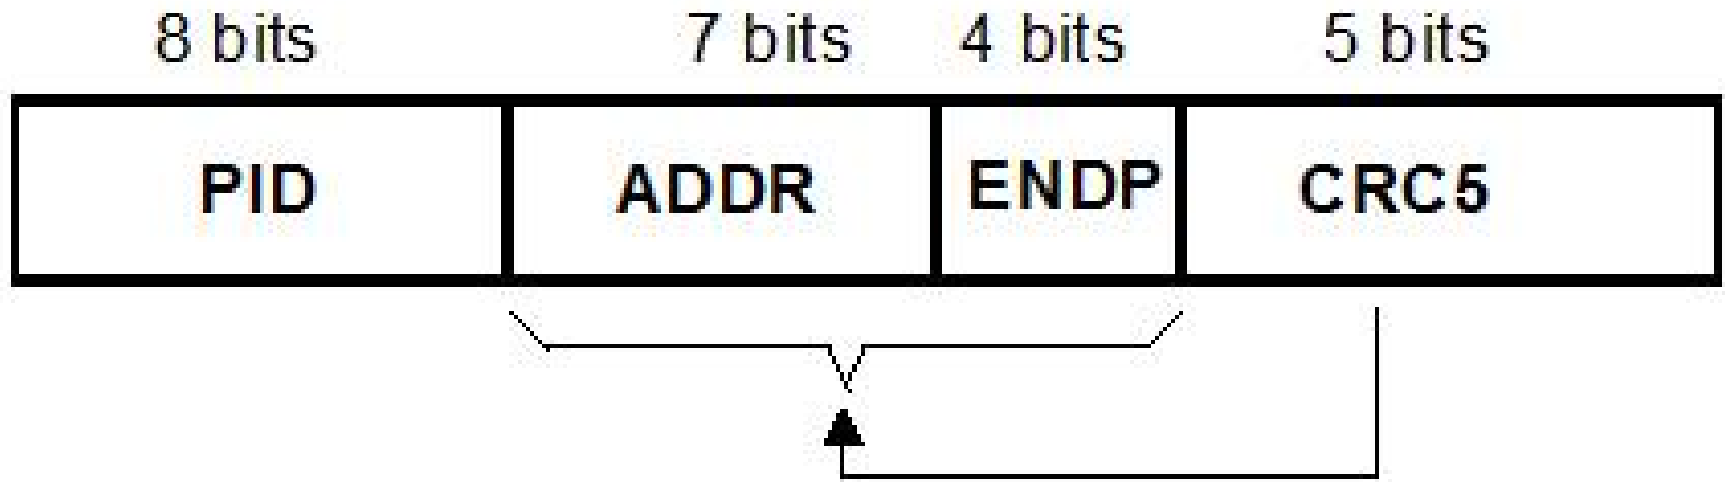 8 bits 7 bits 4 bits 5 bits
PID ADDR ENDP CRC5